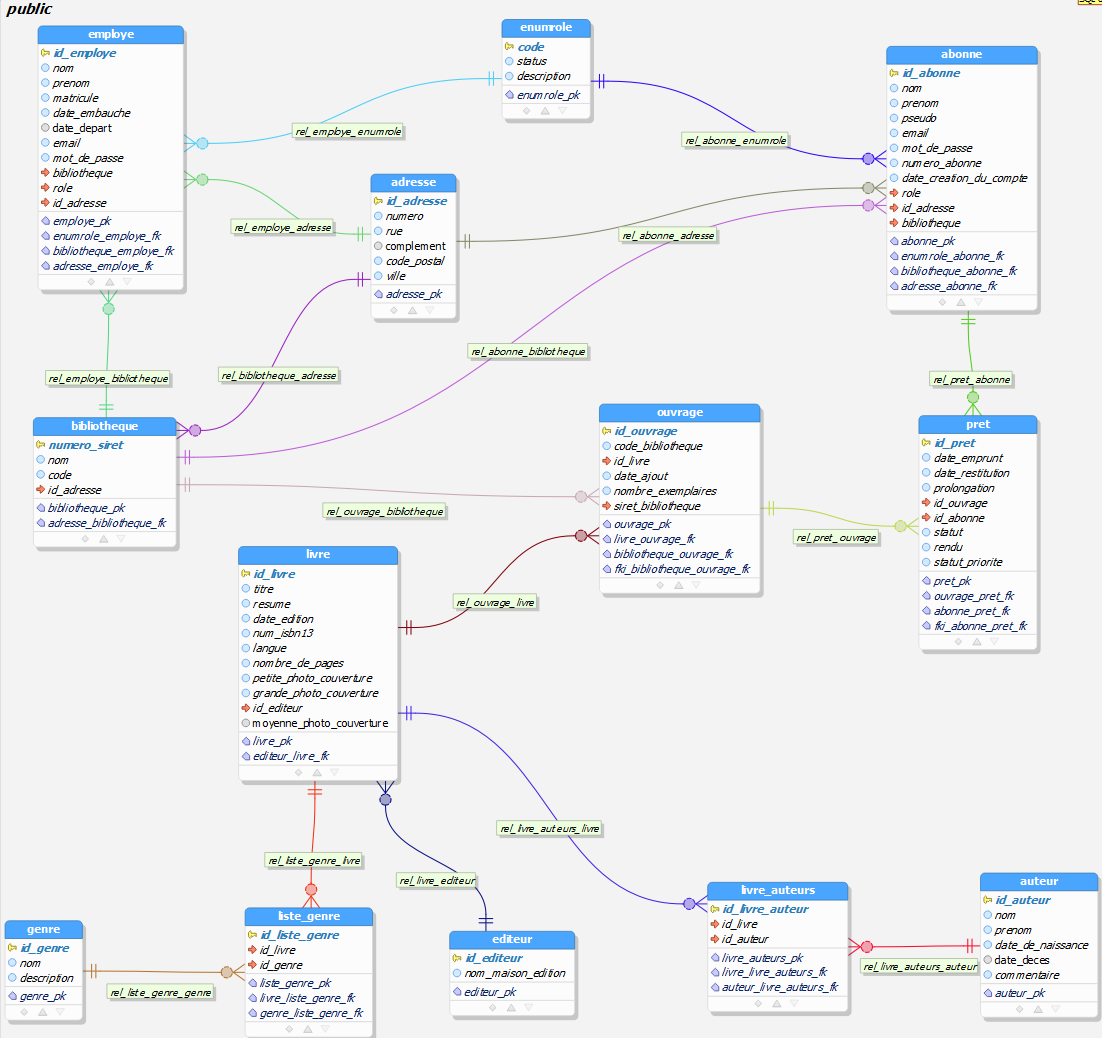 public
employe
id_employe
nom
prenom
matricule
date_embauche
date_depart
email
mot_de_passe
bibliotheque
role
id_adresse
employe_pk
enumrole_employe_fk
bibliotheque_employe_fk
adresse_employe_fk
enumrole
code
status
description
enumrole_pk
abonne
id_abonne
nom
prenom
pseudo
email
mot_de_passe
numero_abonne
date_creation_du_compte
role
id_adresse
bibliotheque
abonne_pk
enumrole_abonne_fk
bibliotheque_abonne_fk
adresse_abonne_fk
rel_employe_enumrole
rel_abonne_enumrole
adresse
id_adresse
numero
rue
complement
code_postal
ville
adresse_pk
rel_employe_adresse
rel_abonne_adresse
rel_abonne_bibliotheque
rel_employe_bibliotheque
rel_bibliotheque_adresse
rel_pret_abonne
bibliotheque
numero_siret
nom
code
id_adresse
bibliotheque_pk
adresse_bibliotheque_fk
ouvrage
id_ouvrage
code_bibliotheque
id_livre
date_ajout
nombre_exemplaires
siret_bibliotheque
ouvrage_pk
livre_ouvrage_fk
bibliotheque_ouvrage_fk
fki_bibliotheque_ouvrage_fk
pret
id_pret
date_emprunt
date_restitution
prolongation
id_ouvrage
id_abonne
statut
rendu
statut_priorite
pret_pk
ouvrage_pret_fk
abonne_pret_fk
fki_abonne_pret_fk
rel_ouvrage_bibliotheque
rel_pret_ouvrage
livre
id_livre
titre
resume
date_edition
num_isbn13
langue
nombre_de_pages
petite_photo_couverture
grande_photo_couverture
id_editeur
moyenne_photo_couverture
livre_pk
editeur_livre_fk
rel_ouvrage_livre
rel_livre_auteurs_livre
rel_liste_genre_livre
rel_livre_editeur
genre
id_genre
nom
description
genre_pk
rel_liste_genre_genre
liste_genre
id_liste_genre
id_livre
id_genre
liste_genre_pk
livre_liste_genre_fk
genre_liste_genre_fk
editeur
id_editeur
nom_maison_edition
editeur_pk
livre_auteurs
id_livre_auteur
id_livre
id_auteur
livre_auteurs_pk
livre_livre_auteurs_fk
auteur_livre_auteurs_fk
rel_livre_auteurs_auteur
auteur
id_auteur
nom
prenom
date_de_naissance
date_deces
commentaire
auteur_pk